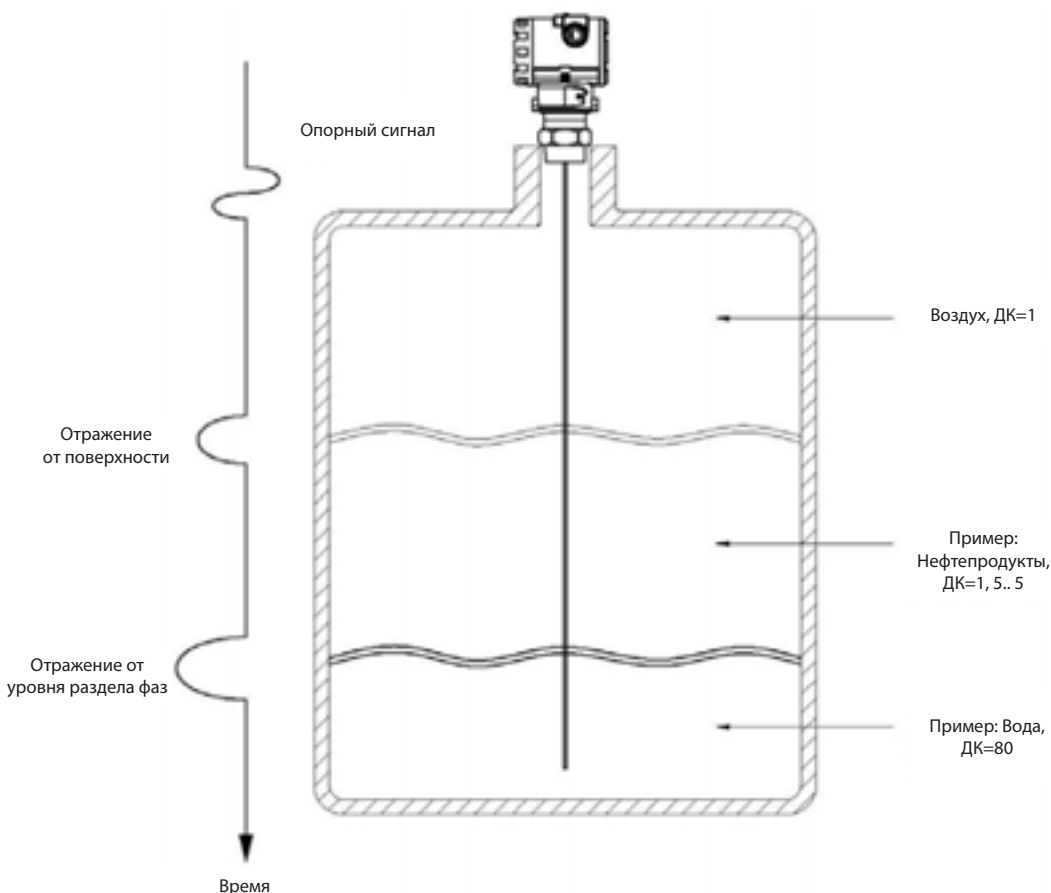 Опорный сигнал
Воздух, ДК=1
Отражение
от поверхности
Пример:
Нефтепродукты,
ДК=1, 5.. 5
Отражение от
уровня раздела фаз
Пример: Вода,
ДК=80
Время